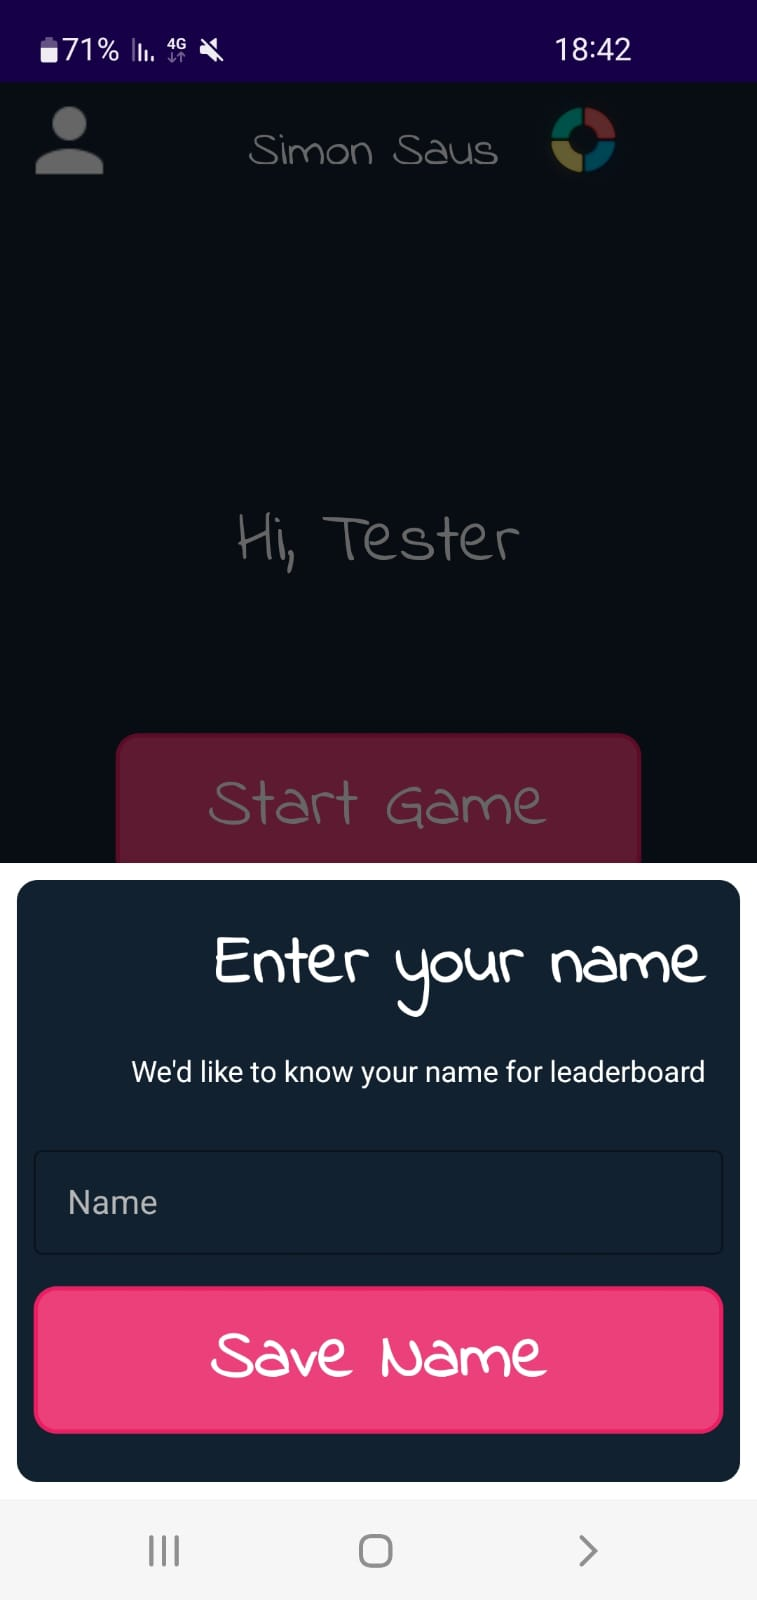 71% 4G 18:42
Simon Saus
Hi, Tester
Start Game
Enter your name
We'd like to know your name for leaderboard
Name
Save Name